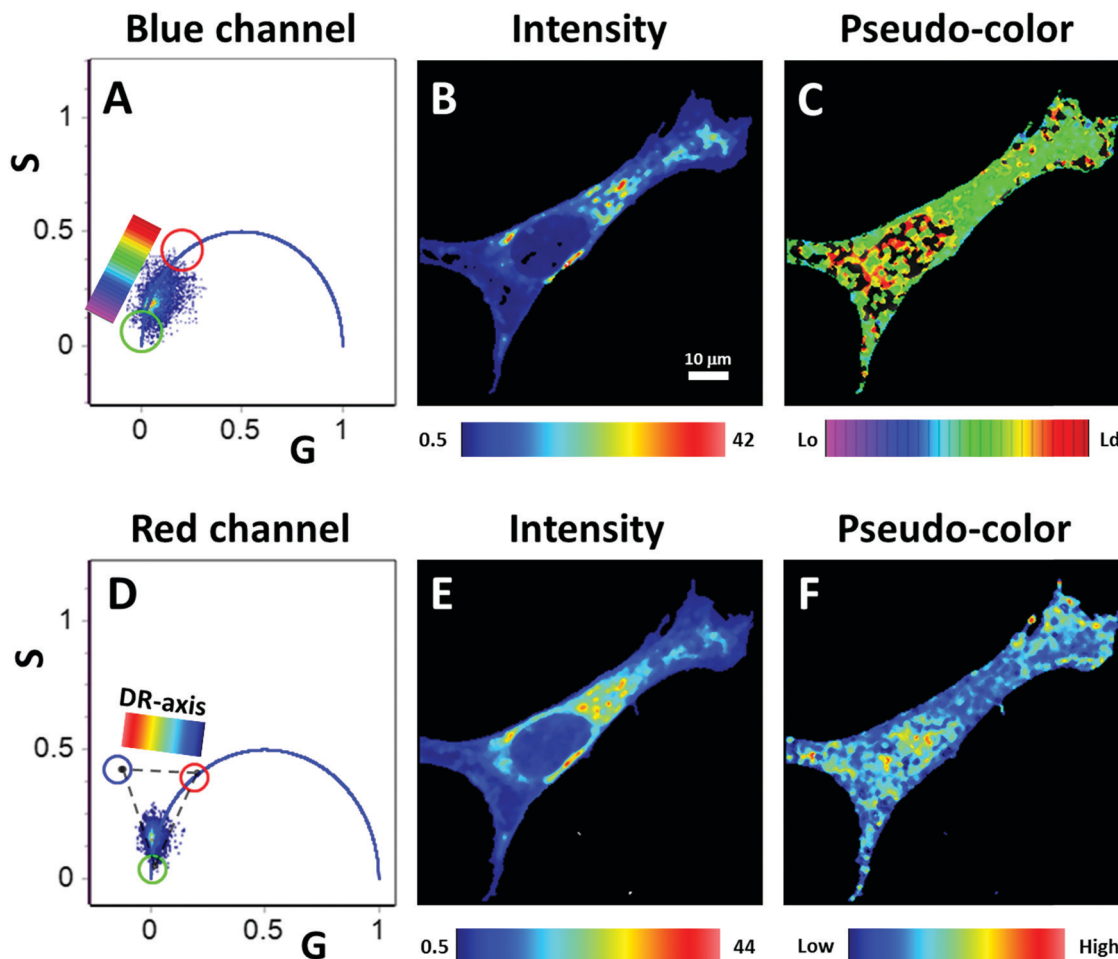 Blue channel
Intensity
Pseudo-color
A
B
C
S
1
0.5
0
0
0.5
1
G
10 µm
0.5
42
Lo
Ld
Red channel
Intensity
Pseudo-color
D
E
F
S
1
0.5
0
DR-axis
0
0.5
1
G
0.5
44
Low
High